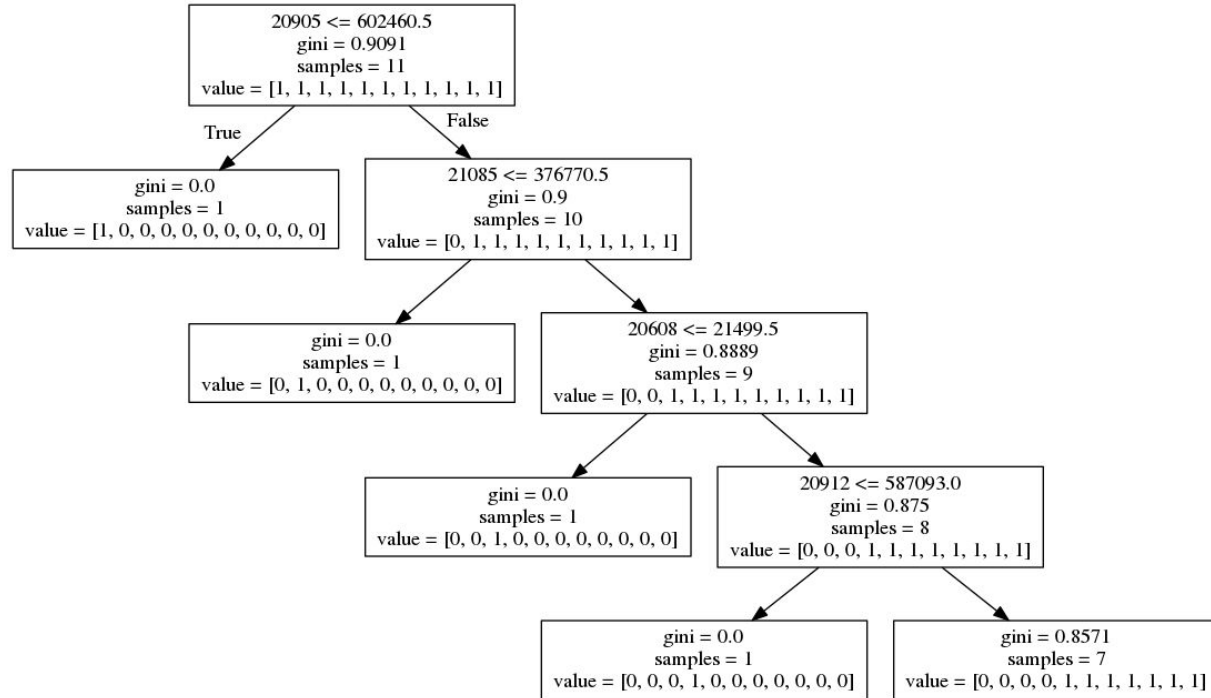 20905 <= 602460.5
gini = 0.9091
samples = 11
value = [1, 1, 1, 1, 1, 1, 1, 1, 1, 1, 1]
True
False
gini = 0.0
samples = 1
value = [1, 0, 0, 0, 0, 0, 0, 0, 0, 0, 0]
21085 <= 376770.5
gini = 0.9
samples = 10
value = [0, 1, 1, 1, 1, 1, 1, 1, 1, 1, 1]
gini = 0.0
samples = 1
value = [0, 1, 0, 0, 0, 0, 0, 0, 0, 0, 0]
20608 <= 21499.5
gini = 0.8889
samples = 9
value = [0, 0, 1, 1, 1, 1, 1, 1, 1, 1, 1]
gini = 0.0
samples = 1
value = [0, 0, 1, 0, 0, 0, 0, 0, 0, 0, 0]
20912 <= 587093.0
gini = 0.875
samples = 8
value = [0, 0, 0, 1, 1, 1, 1, 1, 1, 1, 1]
gini = 0.0
samples = 1
value = [0, 0, 0, 1, 0, 0, 0, 0, 0, 0, 0]
gini = 0.8571
samples = 7
value = [0, 0, 0, 0, 1, 1, 1, 1, 1, 1, 1]